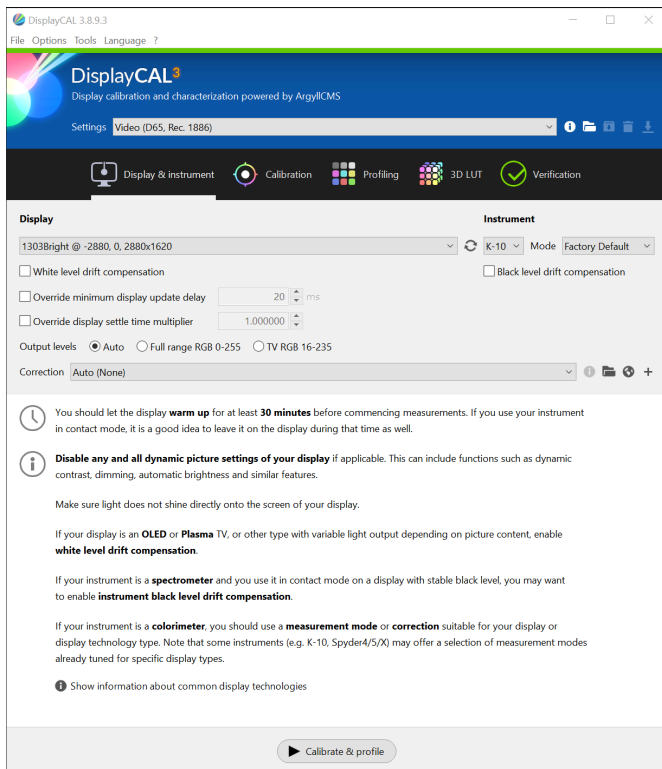 DisplayCAL 3.8.9.3
File Options Tools Language ?
DisplayCAL3
Display calibration and characterization powered by ArgyllCMS
Settings Video (D65, Rec. 1886)
Display & instrument Calibration Profiling 3D LUT Verification
Display Instrument
1303Bright @ -2880, 0, 2880x1620 K-10 Mode Factory Default
White level drift compensation Black level drift compensation
Override minimum display update delay 20 ms
Override display settle time multiplier 1.000000
Output levels Auto Full range RGB 0-255 TV RGB 16-235
Correction Auto (None)
You should let the display warm up for at least 30 minutes before commencing measurements. If you use your instrument
in contact mode, it is a good idea to leave it on the display during that time as well.
Disable any and all dynamic picture settings of your display if applicable. This can include functions such as dynamic
contrast, dimming, automatic brightness and similar features.
Make sure light does not shine directly onto the screen of your display.
If your display is an OLED or Plasma TV, or other type with variable light output depending on picture content, enable
white level drift compensation.
If your instrument is a spectrometer and you use it in contact mode on a display with stable black level, you may want
to enable instrument black level drift compensation.
If your instrument is a colorimeter, you should use a measurement mode or correction suitable for your display or
display technology type. Note that some instruments (e.g. K-10, Spyder4/5/X) may offer a selection of measurement modes
already tuned for specific display types.
Show information about common display technologies
Calibrate & profile